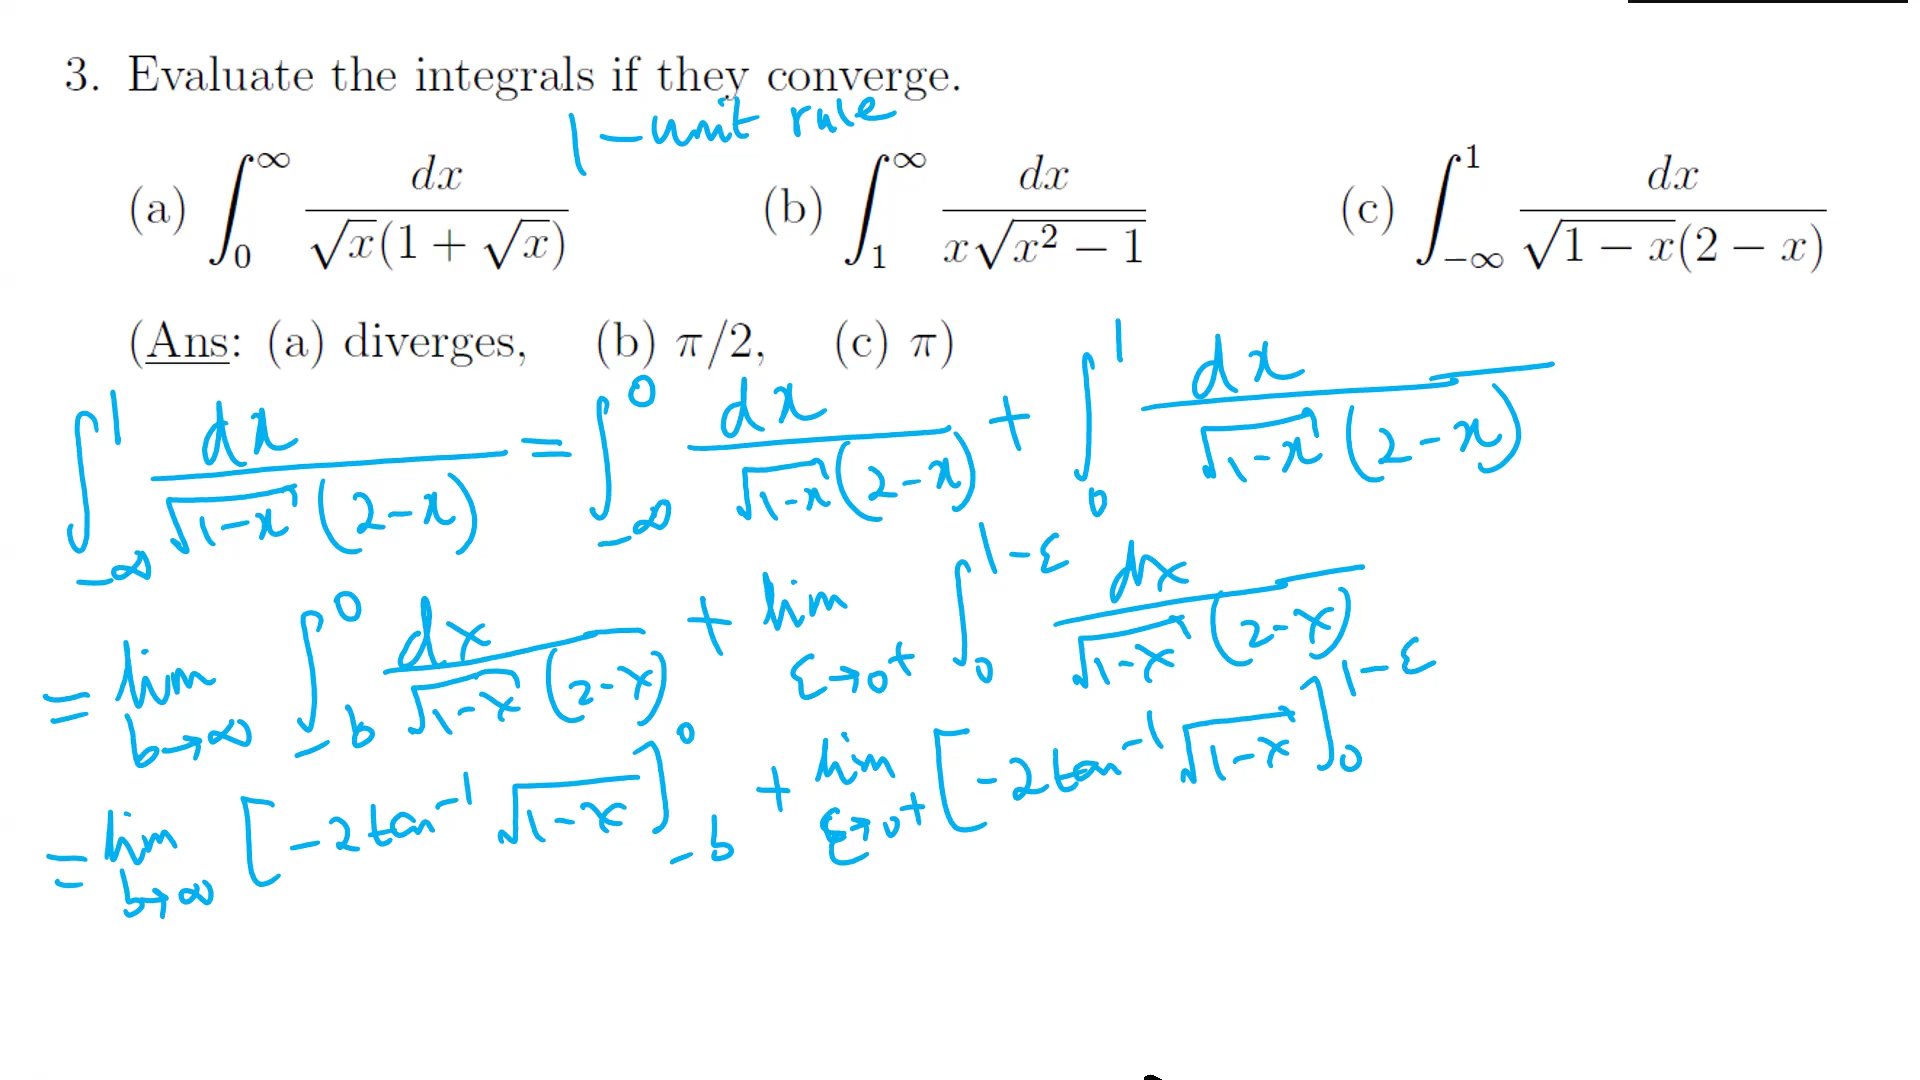 3. Evaluate the integrals if they converge.
1-unit rule
(a) ∫_0^∞ dx / (√x(1 + √x)) (b) ∫_1^∞ dx / (x√(x² − 1)) (c) ∫_{−∞}^1 dx / (√(1 − x)(2 − x))
(Ans: (a) diverges, (b) π/2, (c) π)
∫_{−∞}^1 dx / (√(1−x) (2−x)) = ∫_{−∞}^0 dx / (√(1−x) (2−x)) + ∫_0^1 dx / (√(1−x) (2−x))
= lim_{b→∞} ∫_{−b}^0 dx / (√(1−x) (2−x)) + lim_{ε→0+} ∫_0^{1−ε} dx / (√(1−x) (2−x))
= lim_{b→∞} [−2tan⁻¹ √(1−x)]_{−b}^0 + lim_{ε→0+} [−2tan⁻¹ √(1−x)]_0^{1−ε}